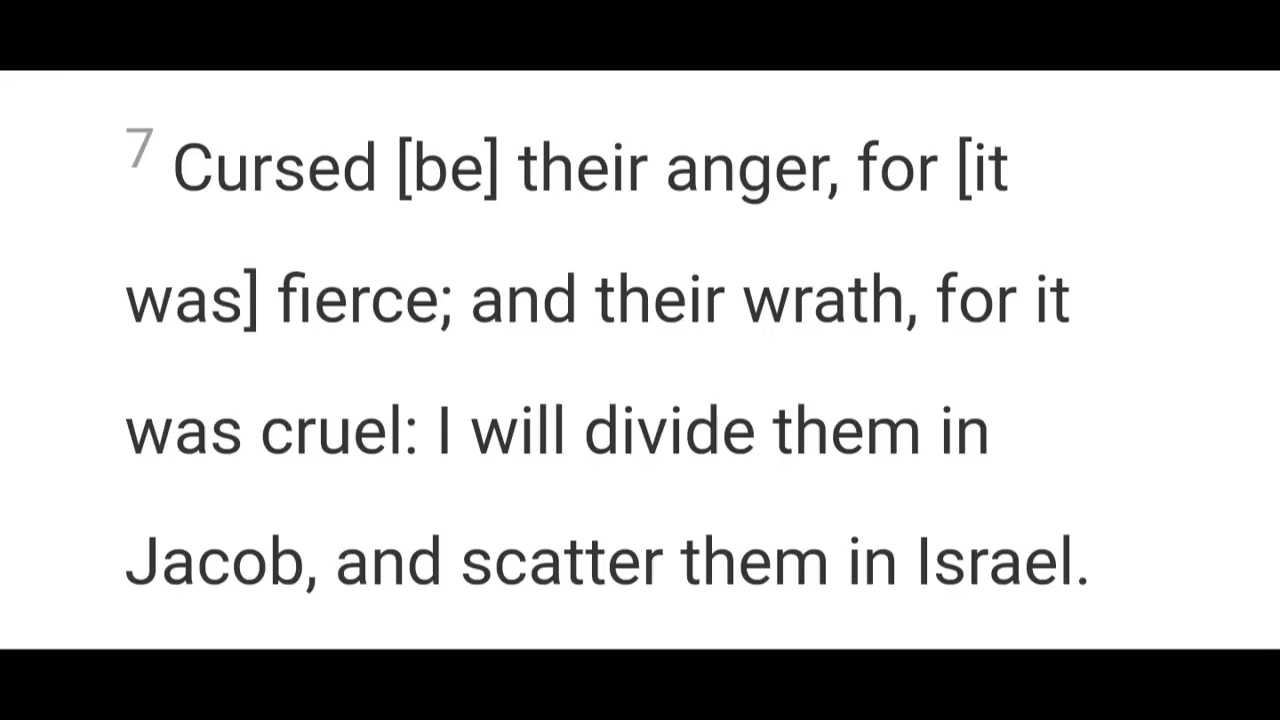 7 Cursed [be] their anger, for [it
was] fierce; and their wrath, for it
was cruel: I will divide them in
Jacob, and scatter them in Israel.